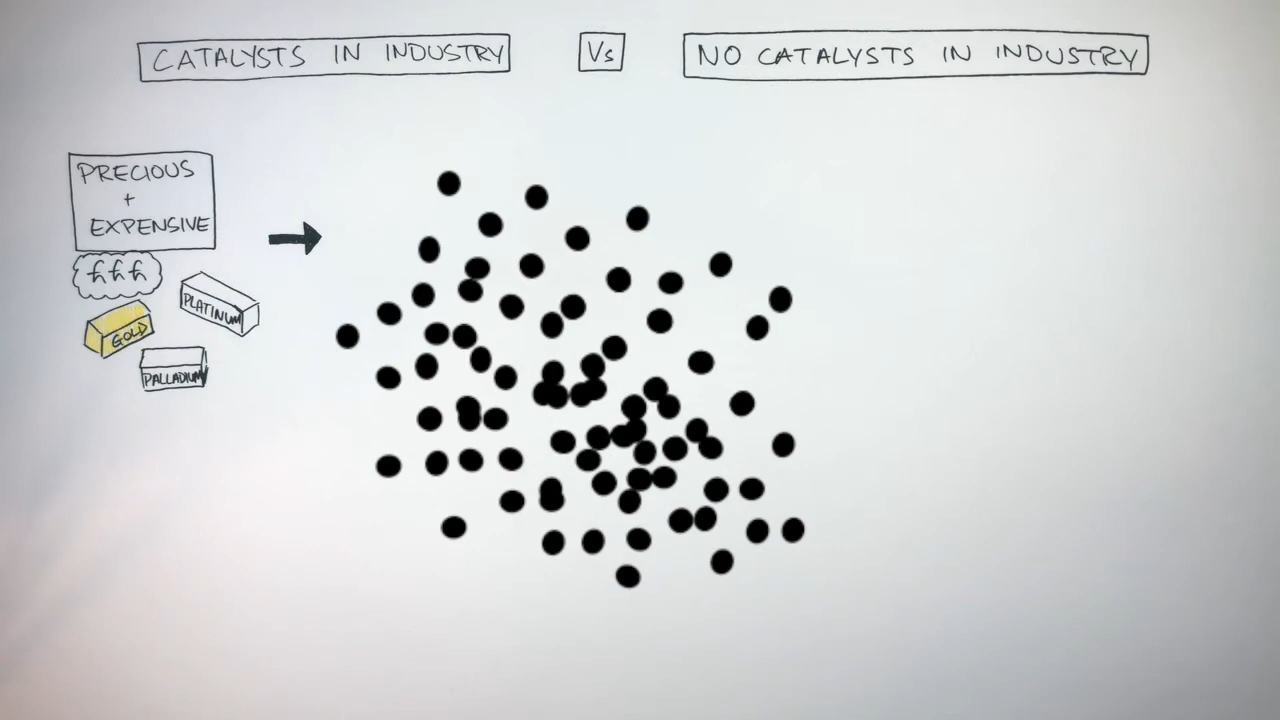 CATALYSTS IN INDUSTRY
Vs
NO CATALYSTS IN INDUSTRY
PRECIOUS
+
EXPENSIVE
£££
PLATINUM
GOLD
PALLADIUM